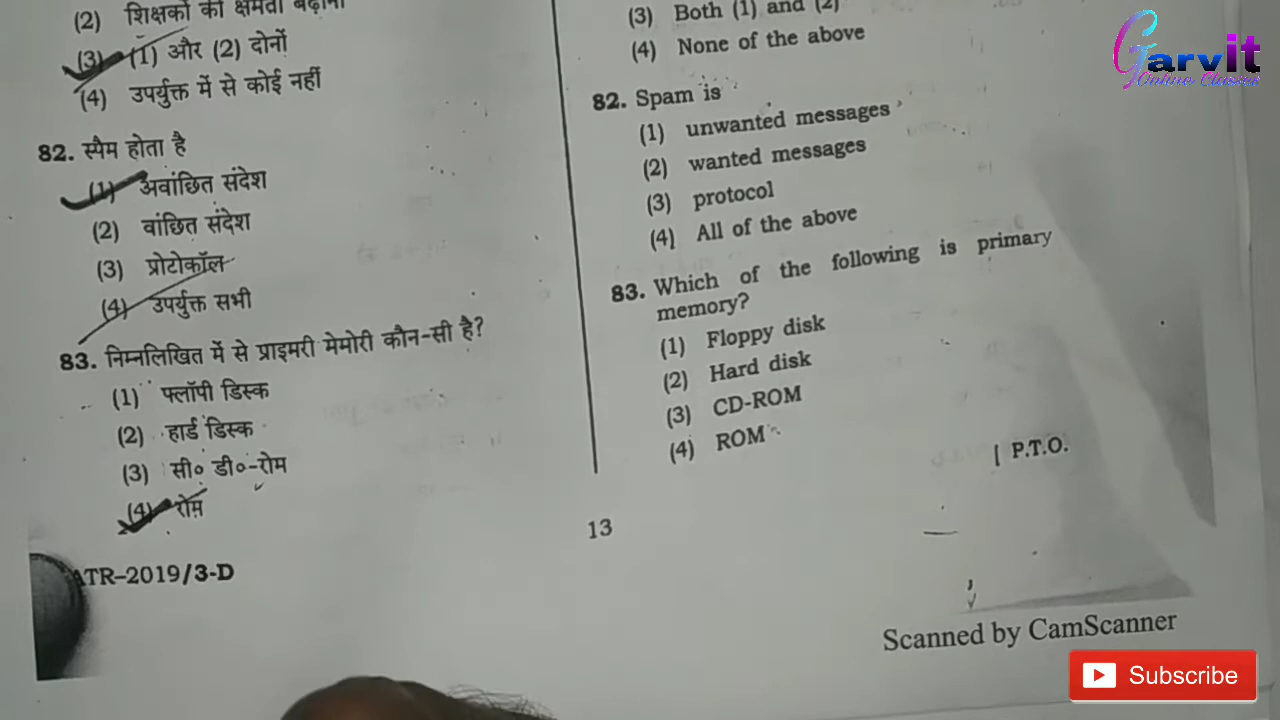 (2) शिक्षकों की क्षमता बढ़ाना
(3) (1) और (2) दोनों
(4) उपर्युक्त में से कोई नहीं
82. स्पैम होता है
(1) अवांछित संदेश
(2) वांछित संदेश
(3) प्रोटोकॉल
(4) उपर्युक्त सभी
83. निम्नलिखित में से प्राइमरी मेमोरी कौन-सी है?
(1) फ्लॉपी डिस्क
(2) हार्ड डिस्क
(3) सी० डी०-रोम
(4) रोम
ATR–2019/3-D
(3) Both (1) and (2)
(4) None of the above
82. Spam is
(1) unwanted messages
(2) wanted messages
(3) protocol
(4) All of the above
83. Which of the following is primary
memory?
(1) Floppy disk
(2) Hard disk
(3) CD-ROM
(4) ROM
[ P.T.O.
13
Scanned by CamScanner
Garvit
Online Classes
Subscribe